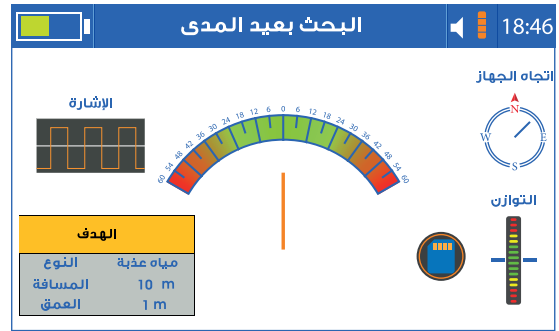 البحث بعيد المدى
18:46
اتجاه الجهاز
N
W E
S
الإشارة
60 54 48 42 36 30 24 18 12 6 0 6 12 18 24 30 36 42 48 54 60
التوازن
الهدف
النوع مياه عذبة
المسافة 10 m
العمق 1 m